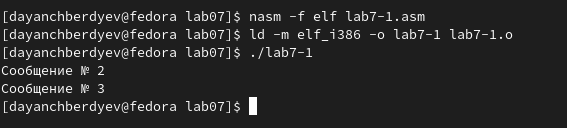 [dayanchberdyev@fedora lab07]$ nasm -f elf lab7-1.asm
[dayanchberdyev@fedora lab07]$ ld -m elf_i386 -o lab7-1 lab7-1.o
[dayanchberdyev@fedora lab07]$ ./lab7-1
Сообщение № 2
Сообщение № 3
[dayanchberdyev@fedora lab07]$